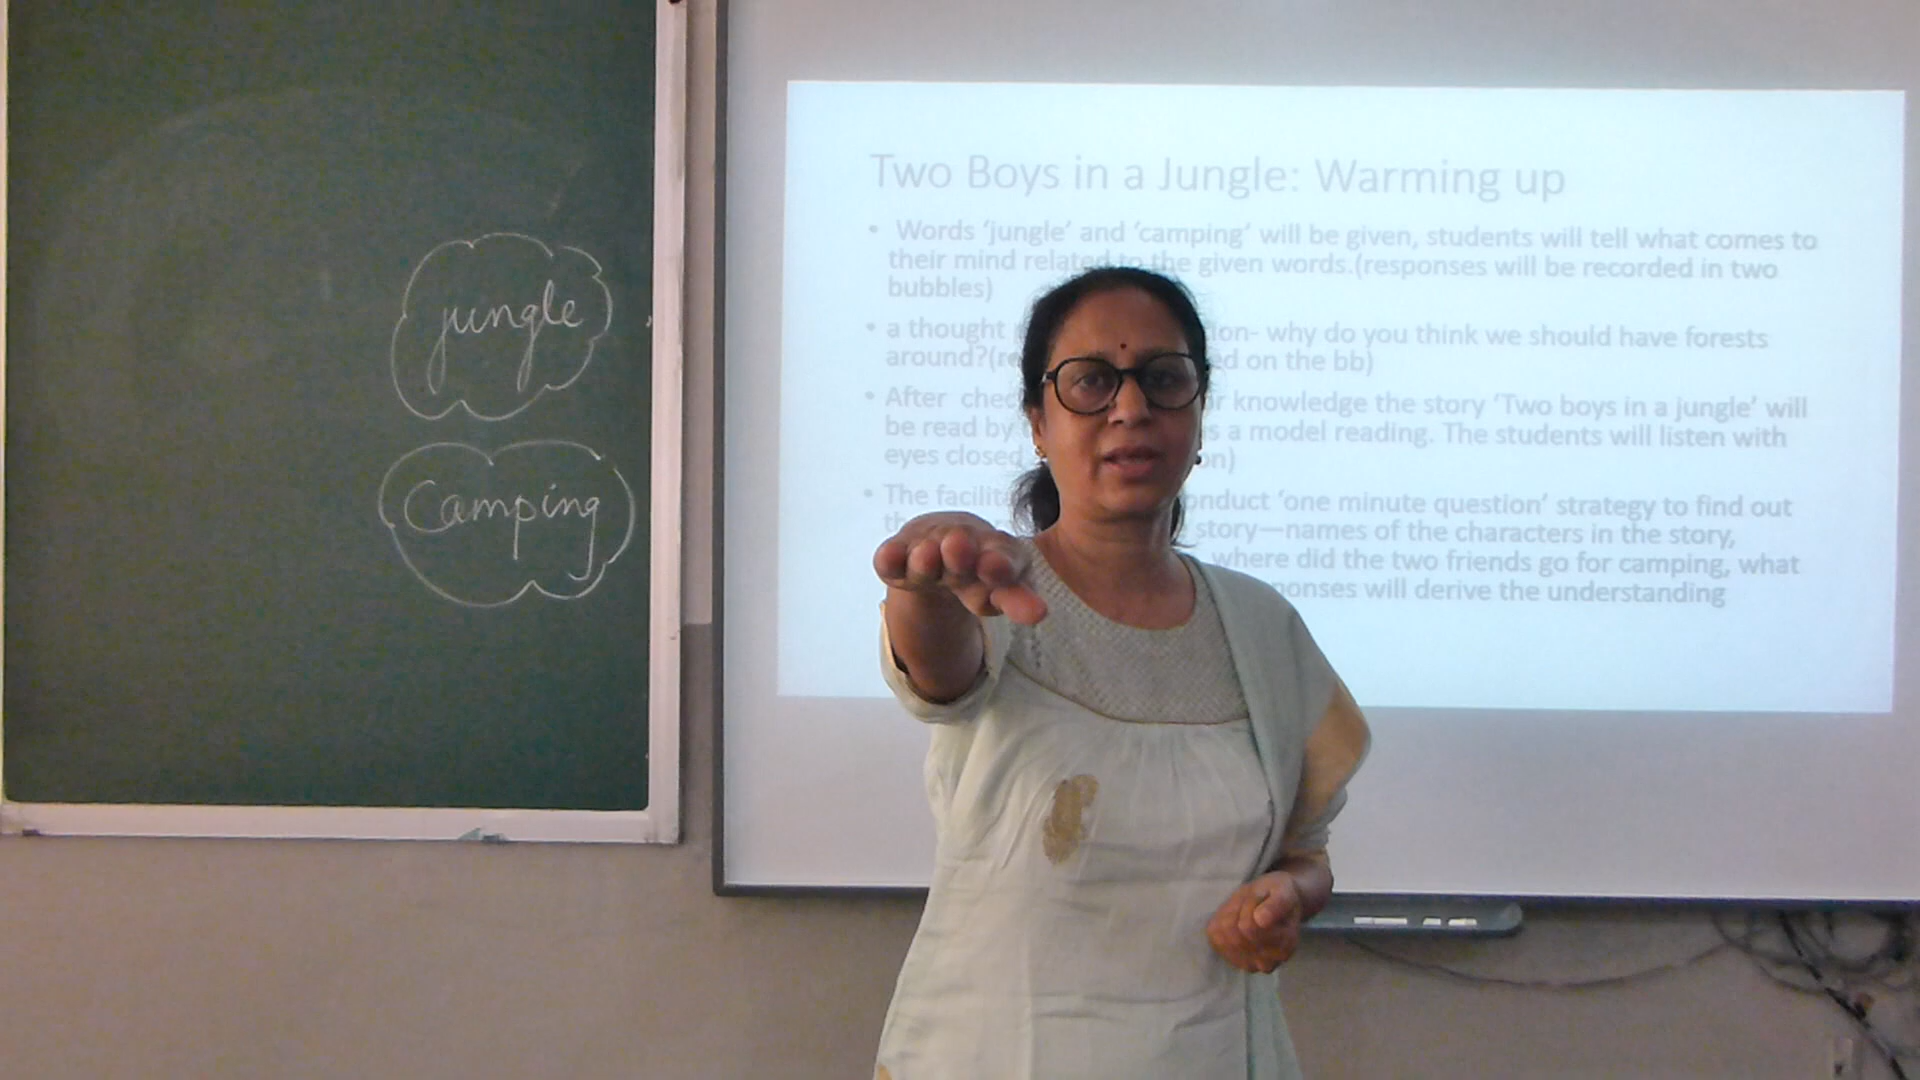 jungle
Camping
Two Boys in a Jungle: Warming up
• Words ‘jungle’ and ‘camping’ will be given, students will tell what comes to
their mind related to the given words.(responses will be recorded in two
bubbles)
• a thought ion- why do you think we should have forests
around?(re ed on the bb)
• After chec or knowledge the story ‘Two boys in a jungle’ will
be read by s a model reading. The students will listen with
eyes closed on)
• The facilita onduct ‘one minute question’ strategy to find out
th story—names of the characters in the story,
where did the two friends go for camping, what
ponses will derive the understanding